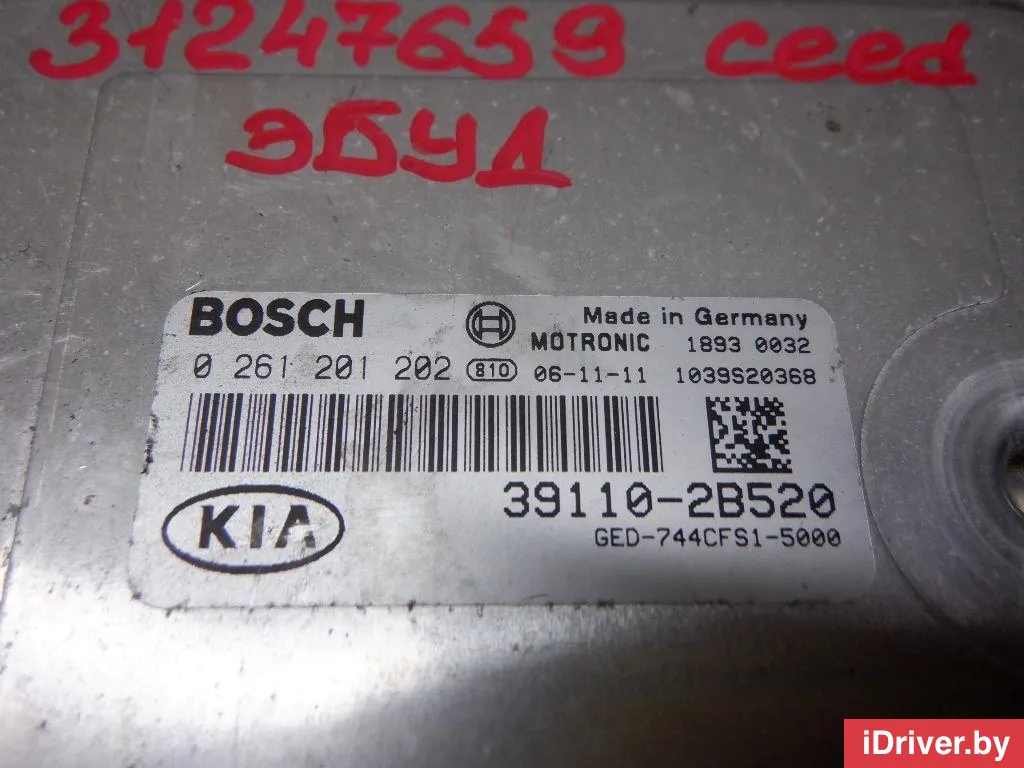 31247659 ceed
ЭБУД
BOSCH
Made in Germany
MOTRONIC 1893 0032
0 261 201 202 810 06-11-11 1039S20368
39110-2B520
KIA
GED-744CFS1-5000
iDriver.by